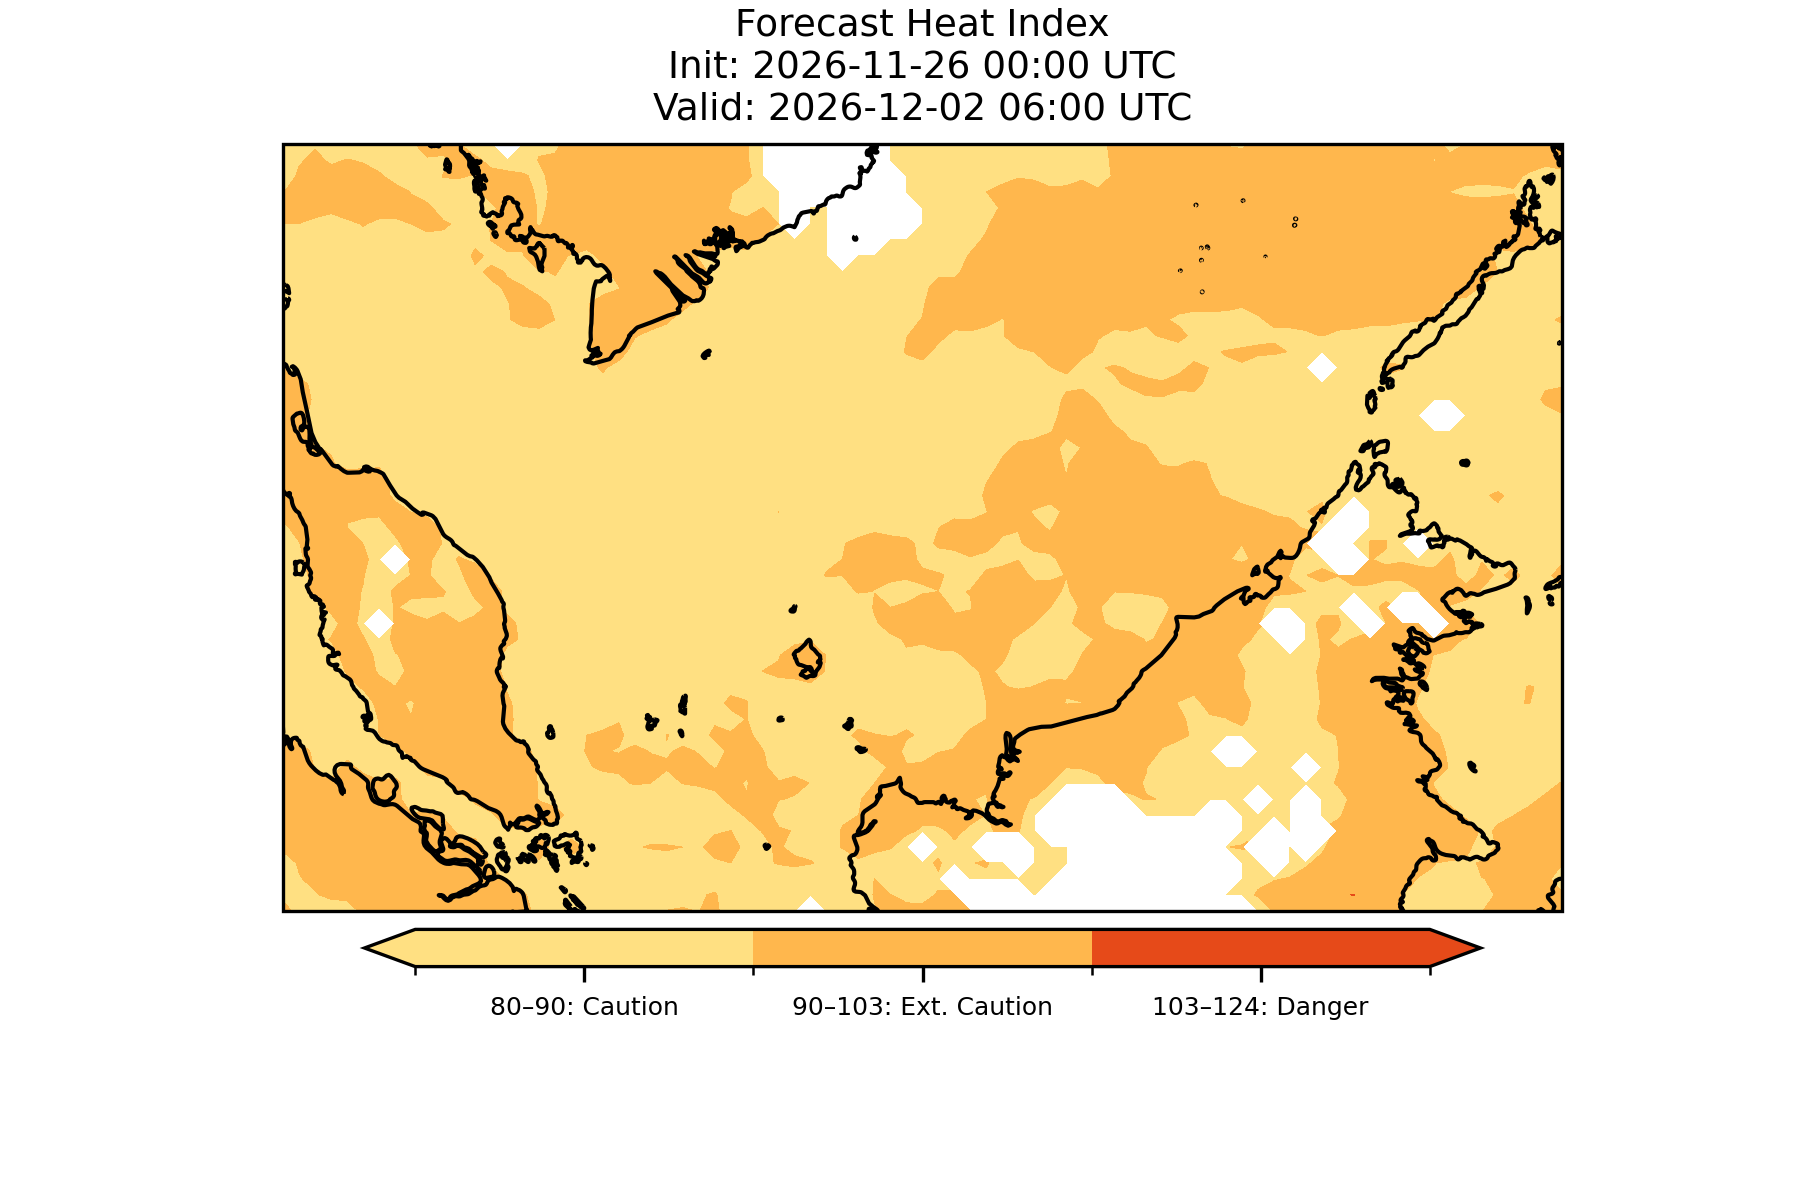 Forecast Heat Index
Init: 2026-11-26 00:00 UTC
Valid: 2026-12-02 06:00 UTC
80–90: Caution
90–103: Ext. Caution
103–124: Danger